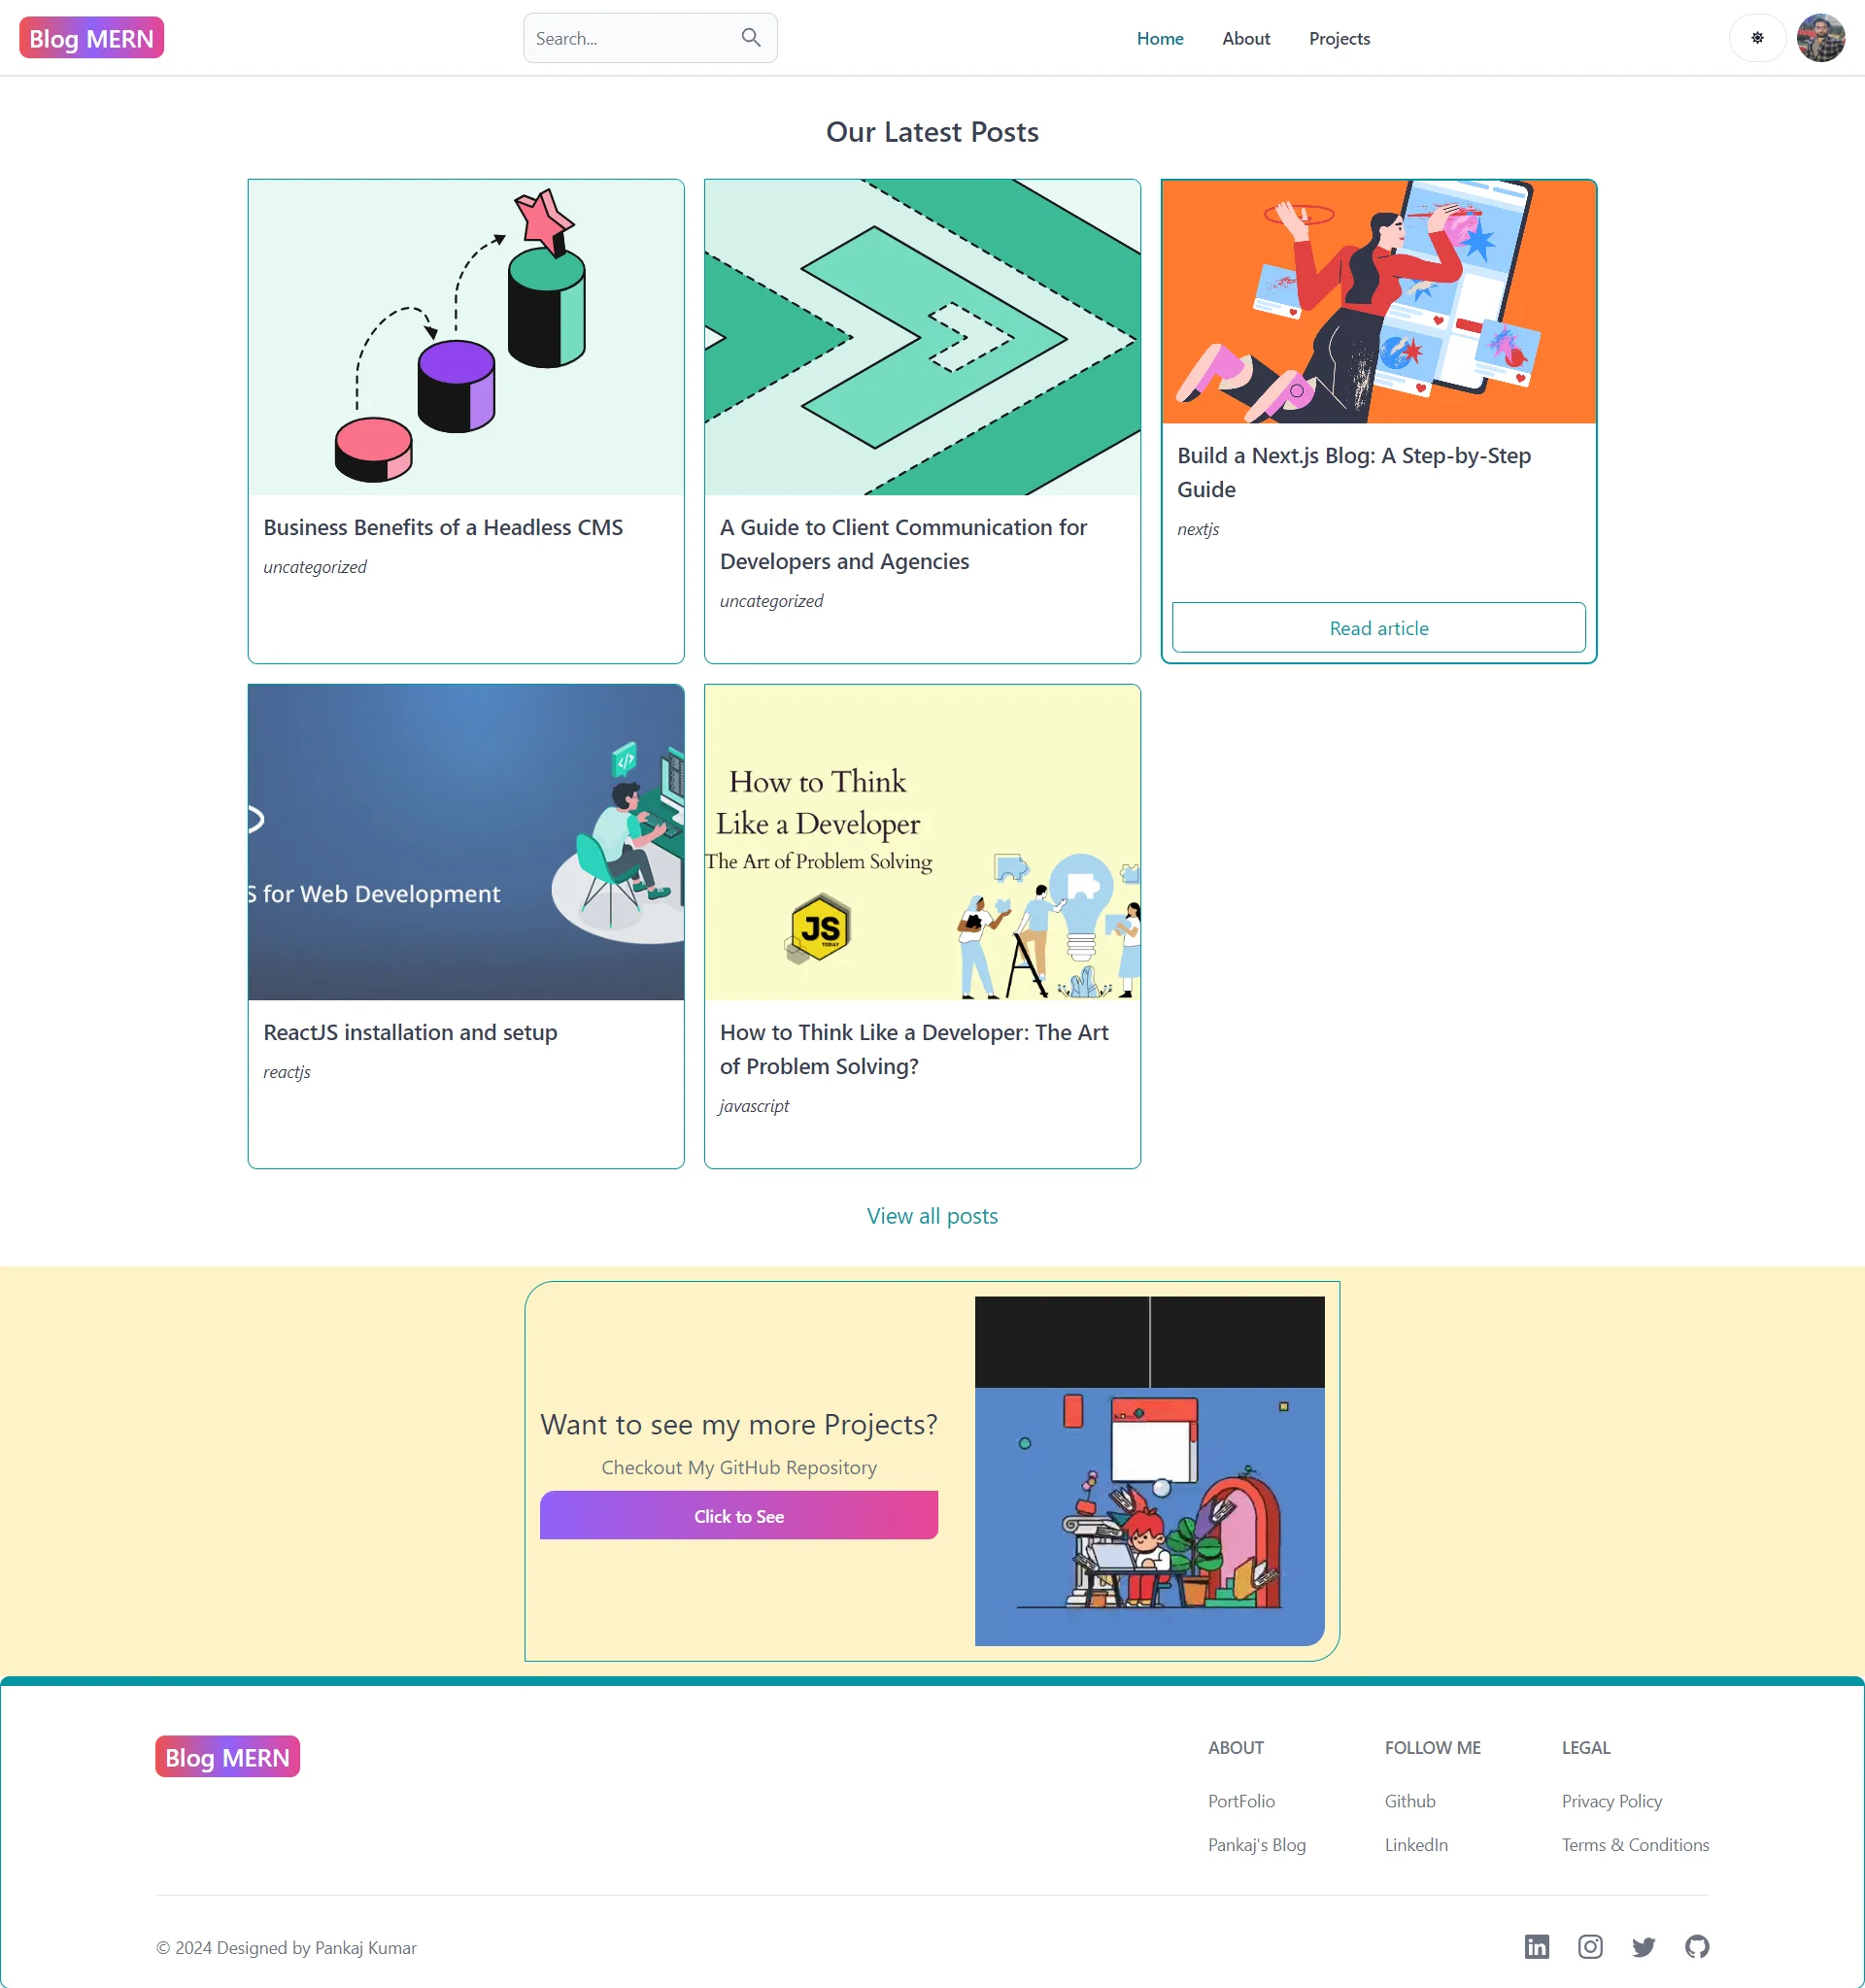 Blog MERN
Search...
Home
About
Projects
Our Latest Posts
Business Benefits of a Headless CMS
uncategorized
A Guide to Client Communication for
Developers and Agencies
uncategorized
Build a Next.js Blog: A Step-by-Step
Guide
nextjs
Read article
S for Web Development
ReactJS installation and setup
reactjs
How to Think
Like a Developer
The Art of Problem Solving
JS
TODAY
How to Think Like a Developer: The Art
of Problem Solving?
javascript
View all posts
Want to see my more Projects?
Checkout My GitHub Repository
Click to See
Blog MERN
ABOUT
PortFolio
Pankaj's Blog
FOLLOW ME
Github
LinkedIn
LEGAL
Privacy Policy
Terms & Conditions
© 2024 Designed by Pankaj Kumar
in